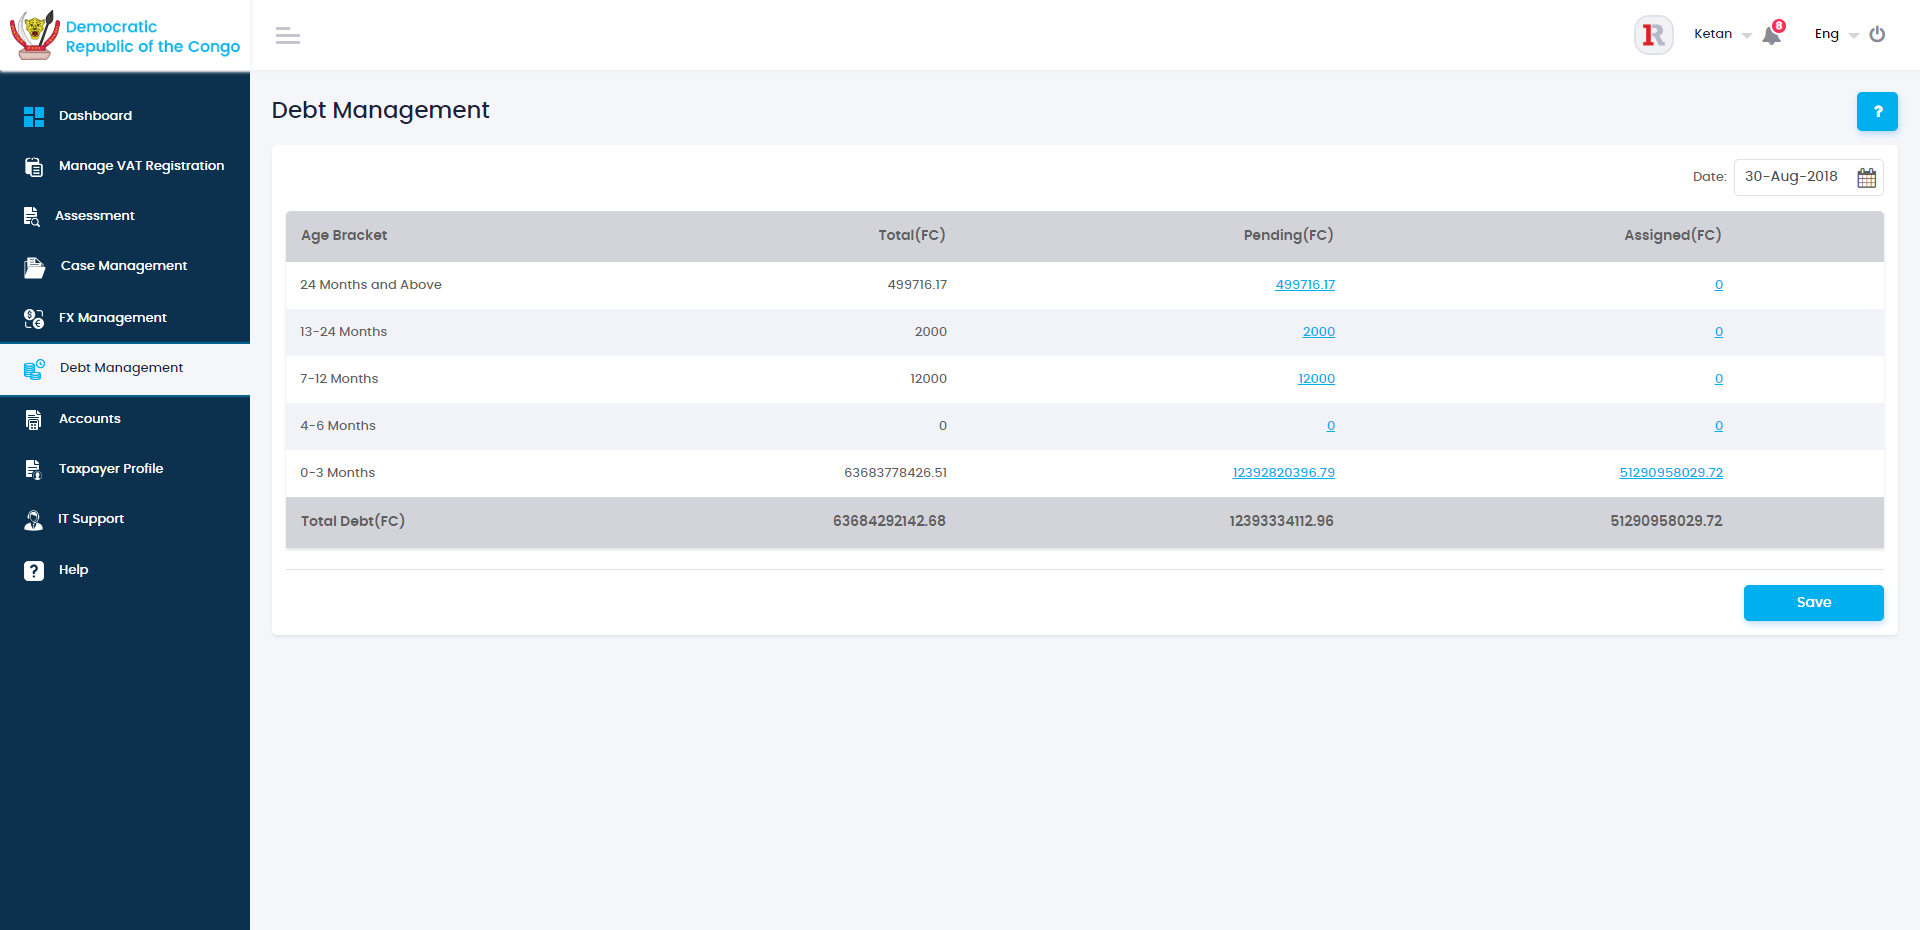 Democratic
Republic of the Congo
1R
Ketan
8
Eng
Dashboard
Manage VAT Registration
Assessment
Case Management
FX Management
Debt Management
Accounts
Taxpayer Profile
IT Support
Help
Debt Management
?
Date: 30-Aug-2018
Age Bracket Total(FC) Pending(FC) Assigned(FC)
24 Months and Above 499716.17 499716.17 0
13-24 Months 2000 2000 0
7-12 Months 12000 12000 0
4-6 Months 0 0 0
0-3 Months 63683778426.51 12392820396.79 51290958029.72
Total Debt(FC) 63684292142.68 12393334112.96 51290958029.72
Save